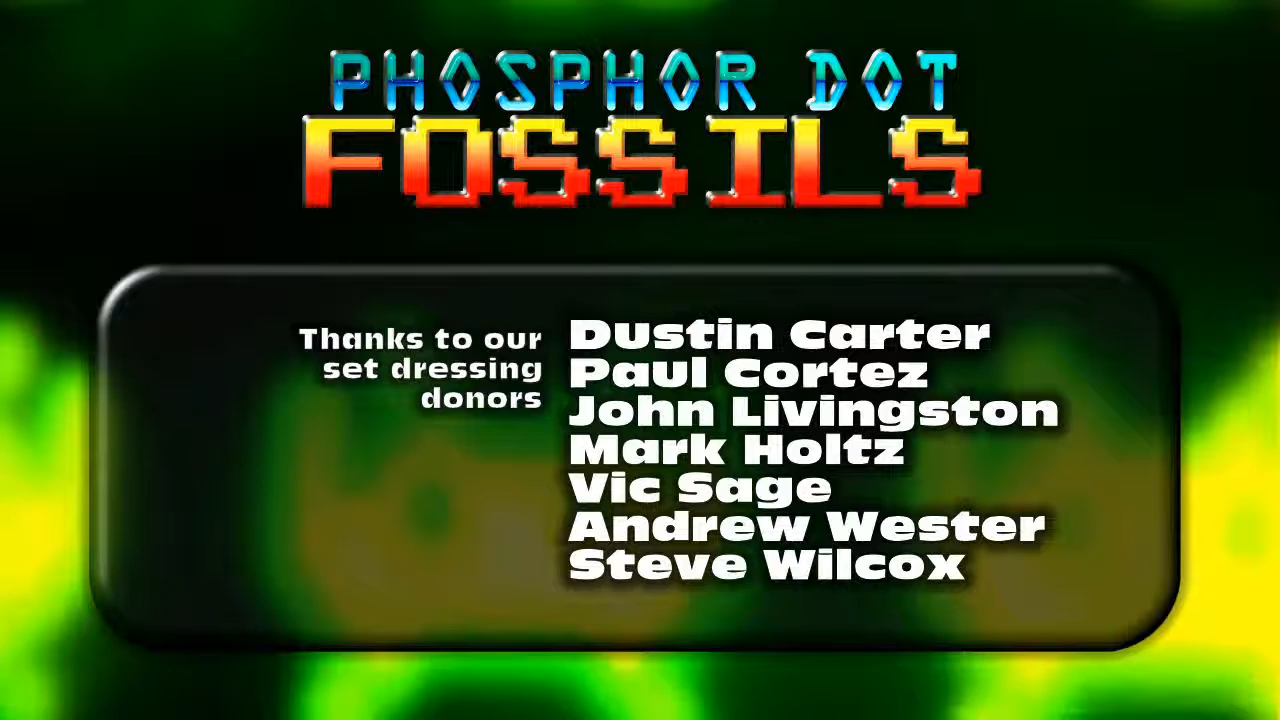 PHOSPHOR DOT
FOSSILS
Thanks to our
set dressing
donors
Dustin Carter
Paul Cortez
John Livingston
Mark Holtz
Vic Sage
Andrew Wester
Steve Wilcox